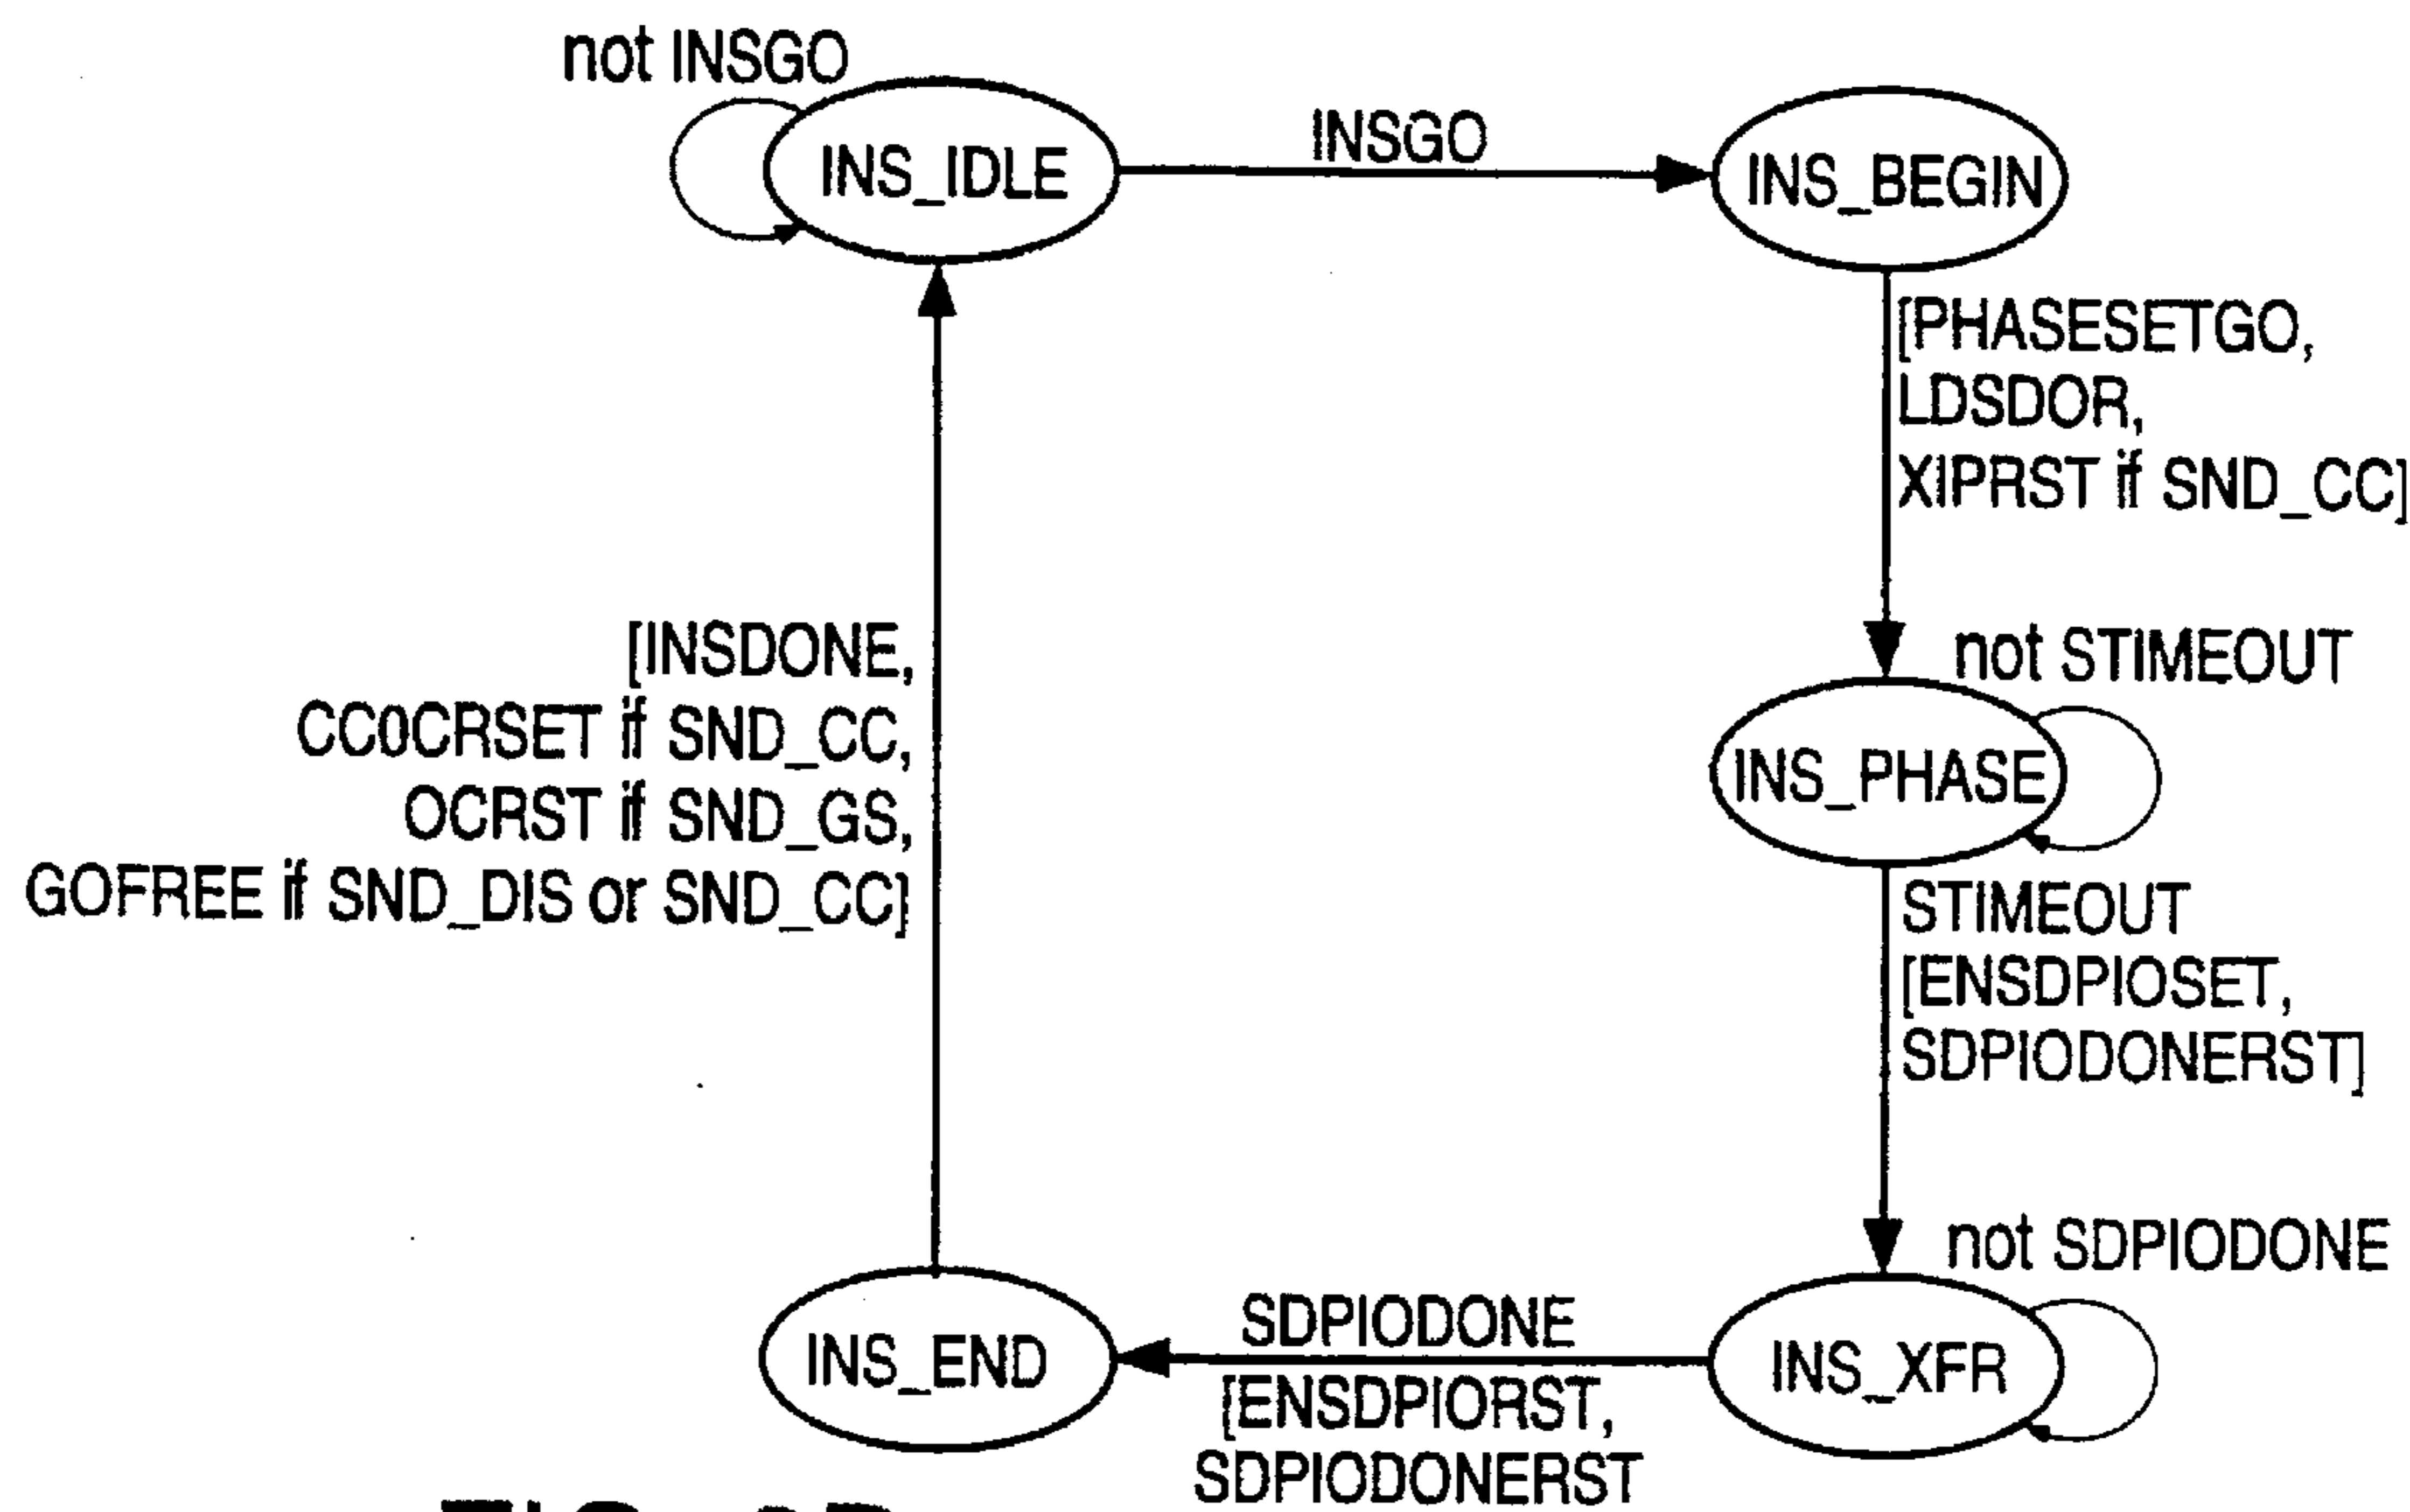 not INSGO
INS_IDLE
INSGO
INS_BEGIN
[PHASESETGO,
LDSDOR,
XIPRST if SND_CC]
not STIMEOUT
INS_PHASE
STIMEOUT
[ENSDPIOSET,
SDPIODONERST]
not SDPIODONE
INS_XFR
SDPIODONE
[ENSDPIORST,
SDPIODONERST
INS_END
[INSDONE,
CC0CRSET if SND_CC,
OCRST if SND_GS,
GOFREE if SND_DIS or SND_CC]